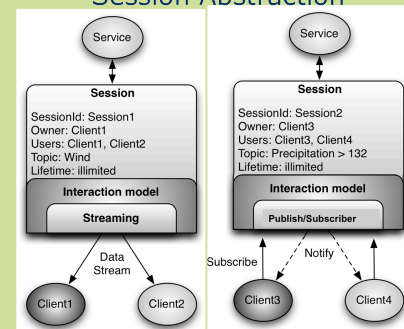 Session Abstraction
Service
Session
SessionId: Session1
Owner: Client1
Users: Client1, Client2
Topic: Wind
Lifetime: illimited
Interaction model
Streaming
Data
Stream
Client1
Client2
Service
Session
SessionId: Session2
Owner: Client3
Users: Client3, Client4
Topic: Precipitation > 132
Lifetime: illimited
Interaction model
Publish/Subscriber
Subscribe
Notify
Client3
Client4